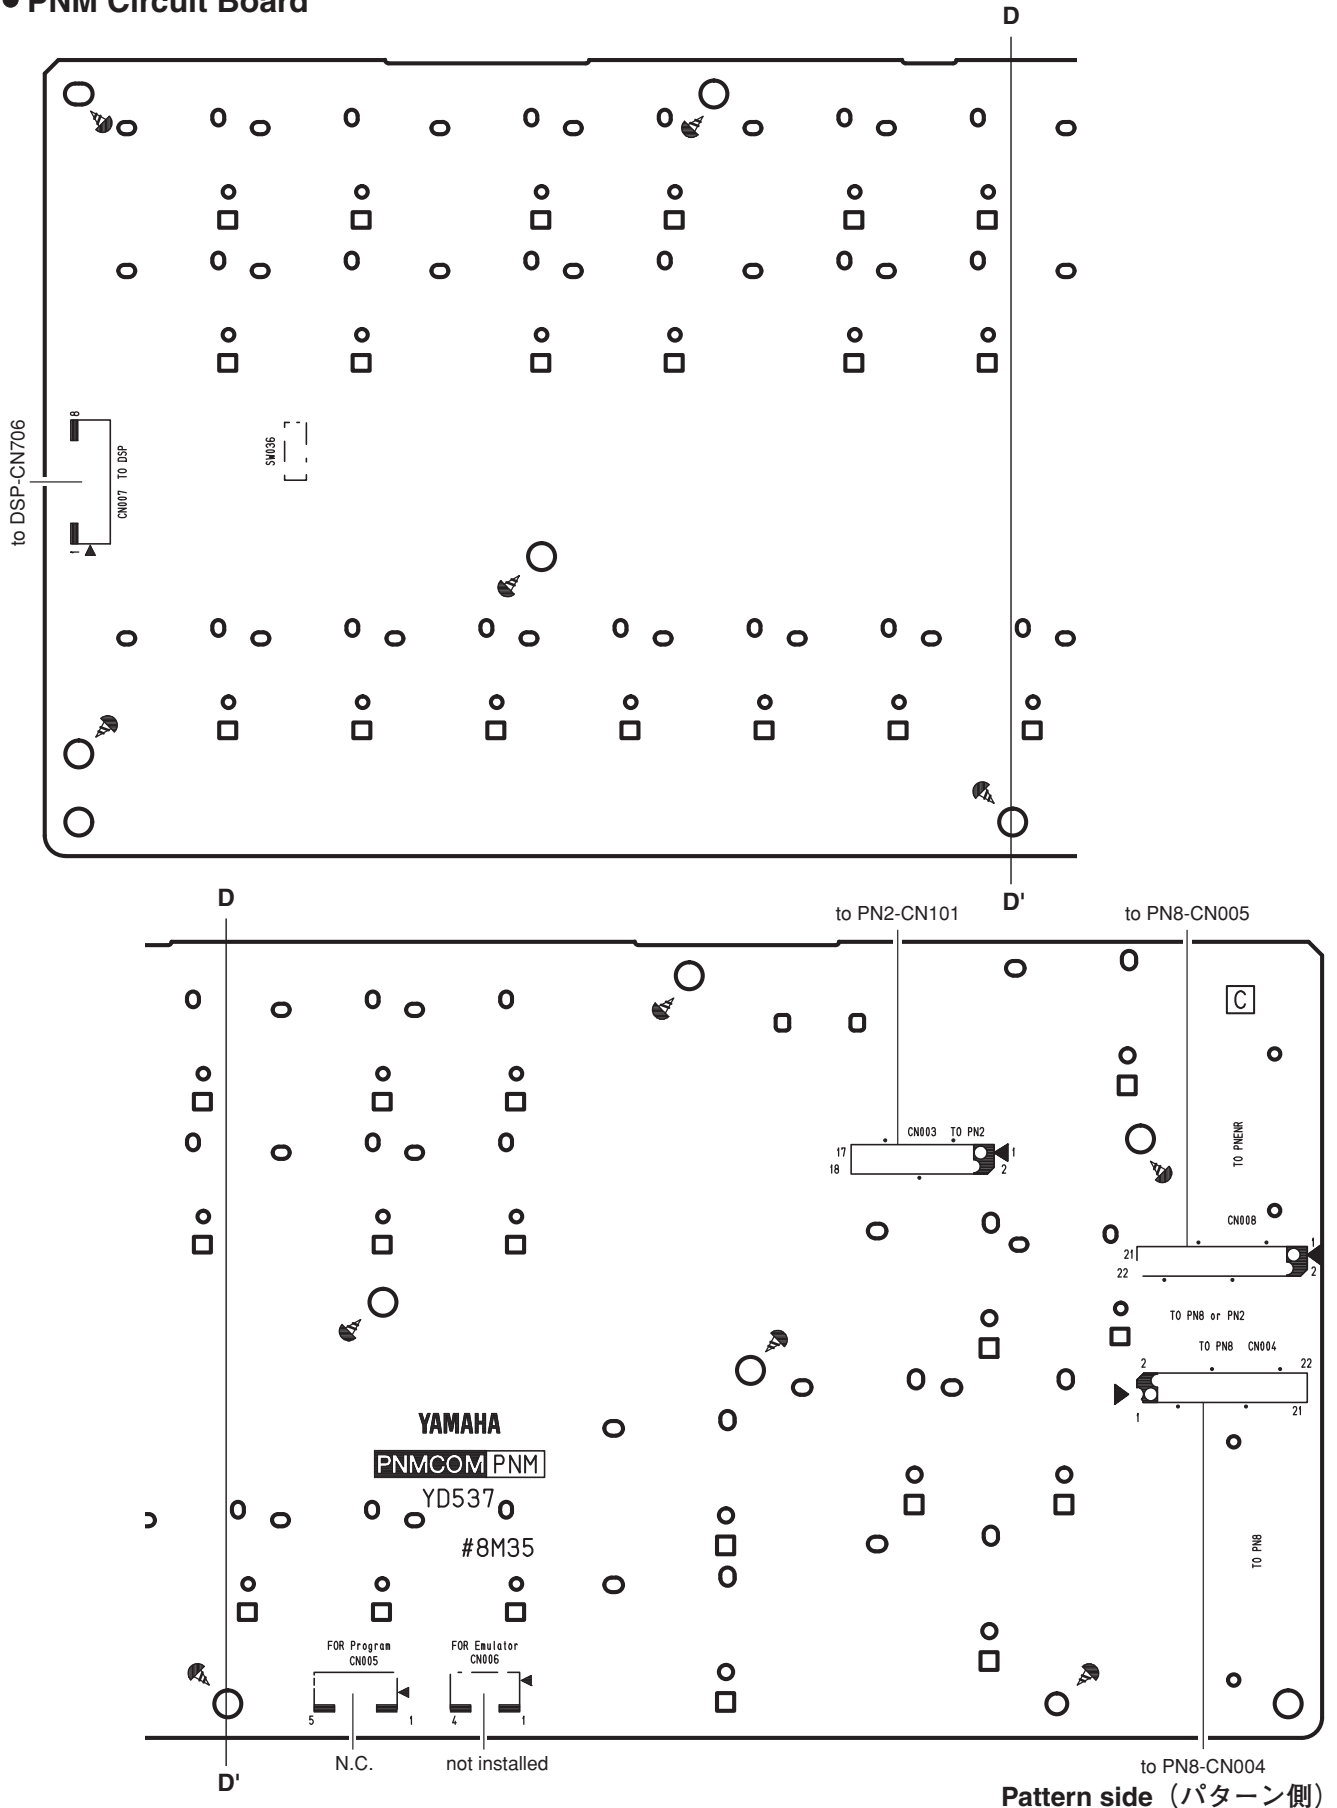 ● PNM Circuit Board
D
to DSP-CN706
8
1
CN007 TO DSP
SW036
D'
D
to PN2-CN101
to PN8-CN005
C
CN003 TO PN2
17
18
1
2
TO PNENR
CN008
21
22
1
2
TO PN8 or PN2
TO PN8 CN004
2
22
1
21
YAMAHA
PNMCOM PNM
YD537
#8M35
TO PN8
FOR Program
CN005
5
1
FOR Emulator
CN006
4
1
N.C.
not installed
D'
to PN8-CN004
Pattern side（パターン側）